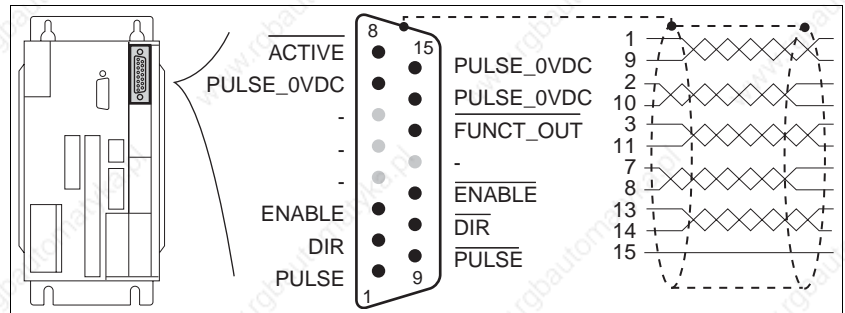 8
15
ACTIVE
PULSE_0VDC
-
-
-
ENABLE
DIR
PULSE
1
9
PULSE_0VDC
PULSE_0VDC
FUNCT_OUT
-
ENABLE
DIR
PULSE
1
9
2
10
3
11
7
8
13
14
15